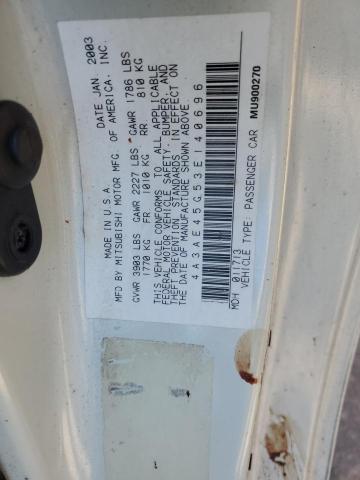 MADE IN U.S.A. DATE JAN 2003
MFD BY MITSUBISHI MOTOR MFG OF AMERICA, INC.
GVWR 3903 LBS GAWR 2227 LBS GAWR 1786 LBS
1770 KG FR 1010 KG RR 810 KG
THIS VEHICLE CONFORMS TO ALL APPLICABLE
FEDERAL MOTOR VEHICLE SAFETY, BUMPER, AND
THEFT PREVENTION STANDARDS IN EFFECT ON
THE DATE OF MANUFACTURE SHOWN ABOVE.
4A3AE45G53E140696
MDH 011713
VEHICLE TYPE: PASSENGER CAR MU900270